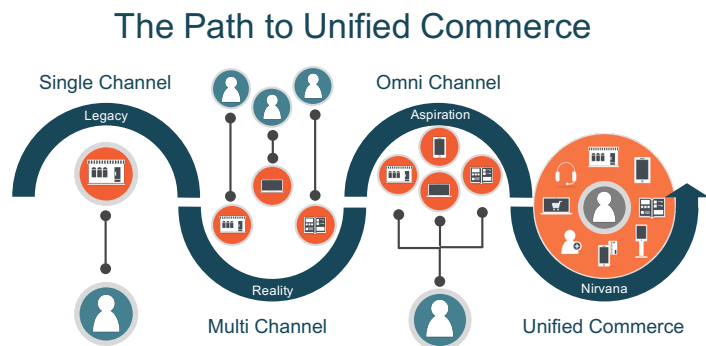 The Path to Unified Commerce
Single Channel
Omni Channel
Legacy
Aspiration
Reality
Nirvana
Multi Channel
Unified Commerce